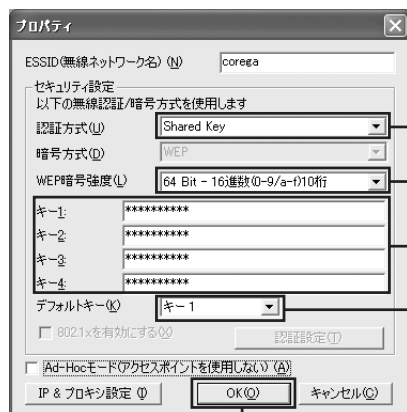 プロパティ
ESSID(無線ネットワーク名) (N) corega
セキュリティ設定
以下の無線認証/暗号方式を使用します
認証方式(U) Shared Key
暗号方式(D) WEP
WEP暗号強度(L) 64 Bit - 16進数(0-9/a-f)10桁
キー1: **********
キー2: **********
キー3: **********
キー4: **********
デフォルトキー(K) キー 1
802.1xを有効にする(X) 認証設定(T)
Ad-Hocモード(アクセスポイントを使用しない) (A)
IP & プロキシ設定 (I) OK(O) キャンセル(C)